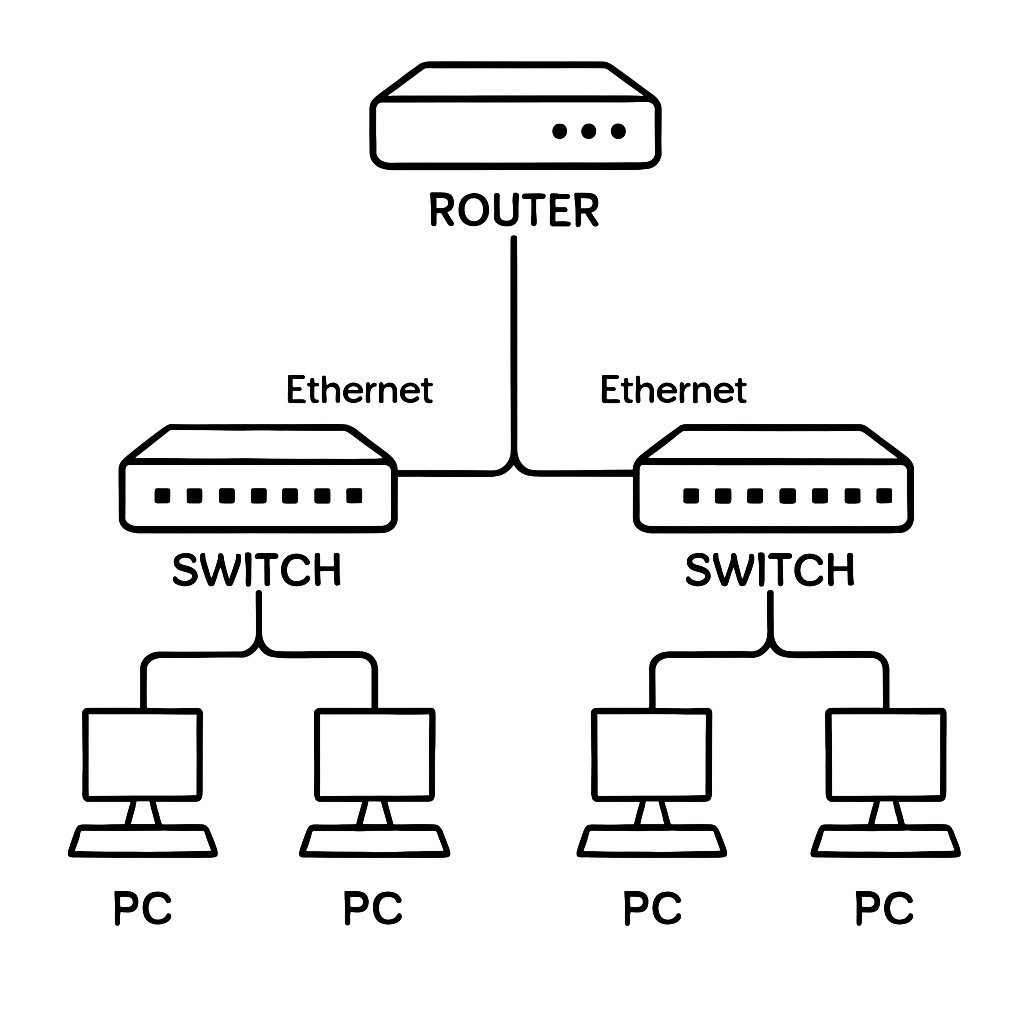 ROUTER
Ethernet Ethernet
SWITCH SWITCH
PC PC PC PC